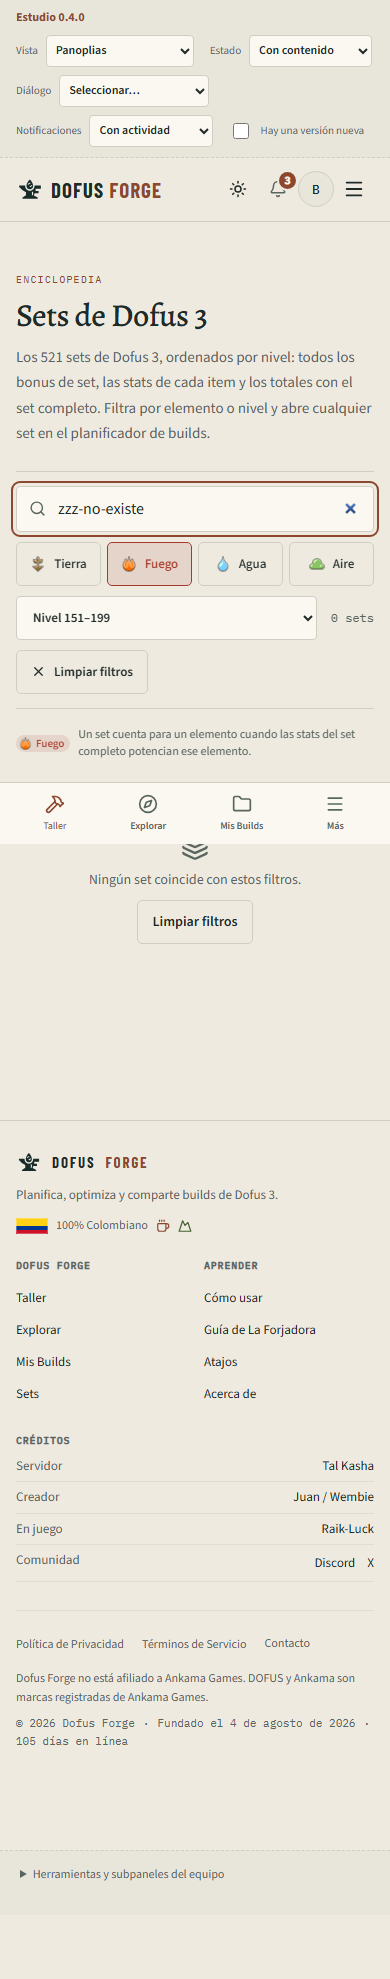 Estudio 0.4.0
Vista Panoplias Estado Con contenido
Diálogo Seleccionar...
Notificaciones Con actividad Hay una versión nueva
DOFUS FORGE 3 B
ENCICLOPEDIA
Sets de Dofus 3
Los 521 sets de Dofus 3, ordenados por nivel: todos los
bonus de set, las stats de cada item y los totales con el
set completo. Filtra por elemento o nivel y abre cualquier
set en el planificador de builds.
zzz-no-existe
Tierra Fuego Agua Aire
Nivel 151–199 0 sets
Limpiar filtros
Fuego Un set cuenta para un elemento cuando las stats del set
completo potencian ese elemento.
Taller Explorar Mis Builds Más
Ningún set coincide con estos filtros.
Limpiar filtros
DOFUS FORGE
Planifica, optimiza y comparte builds de Dofus 3.
100% Colombiano
DOFUS FORGE APRENDER
Taller Cómo usar
Explorar Guía de La Forjadora
Mis Builds Atajos
Sets Acerca de
CRÉDITOS
Servidor Tal Kasha
Creador Juan / Wembie
En juego Raik-Luck
Comunidad Discord X
Política de Privacidad Términos de Servicio Contacto
Dofus Forge no está afiliado a Ankama Games. DOFUS y Ankama son
marcas registradas de Ankama Games.
© 2026 Dofus Forge · Fundado el 4 de agosto de 2026 ·
105 días en línea
Herramientas y subpaneles del equipo